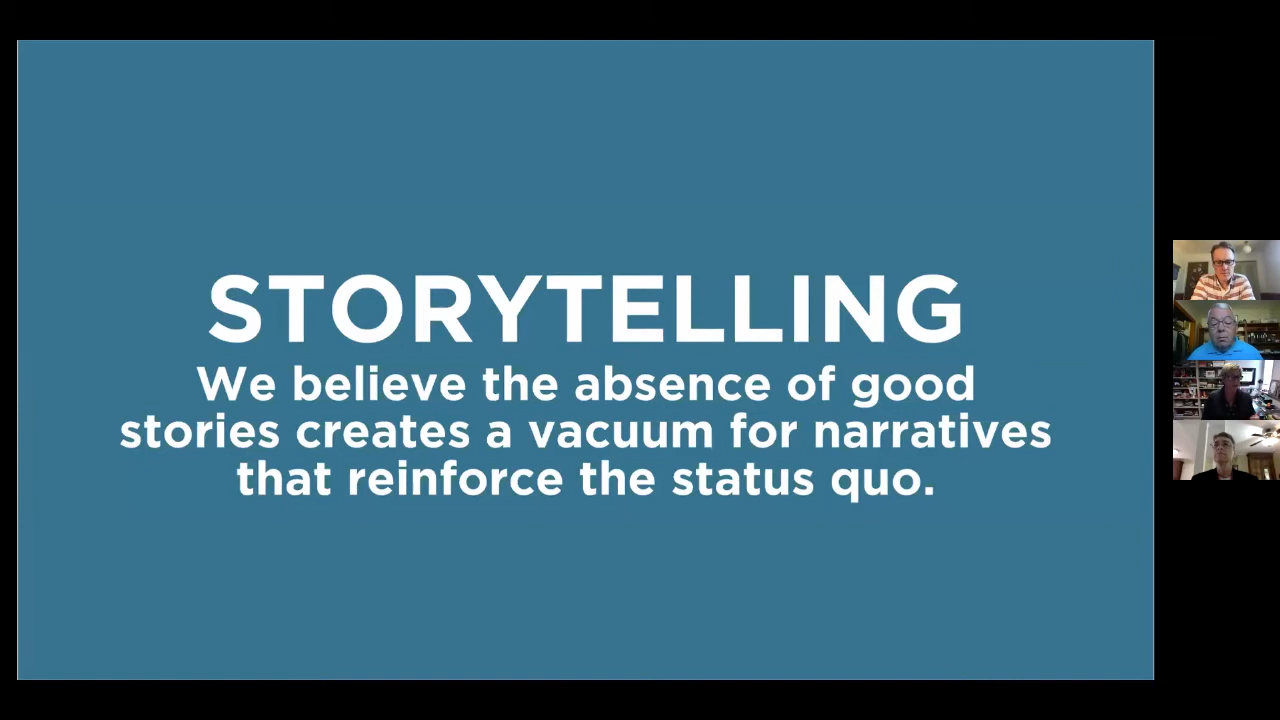 STORYTELLING
We believe the absence of good
stories creates a vacuum for narratives
that reinforce the status quo.